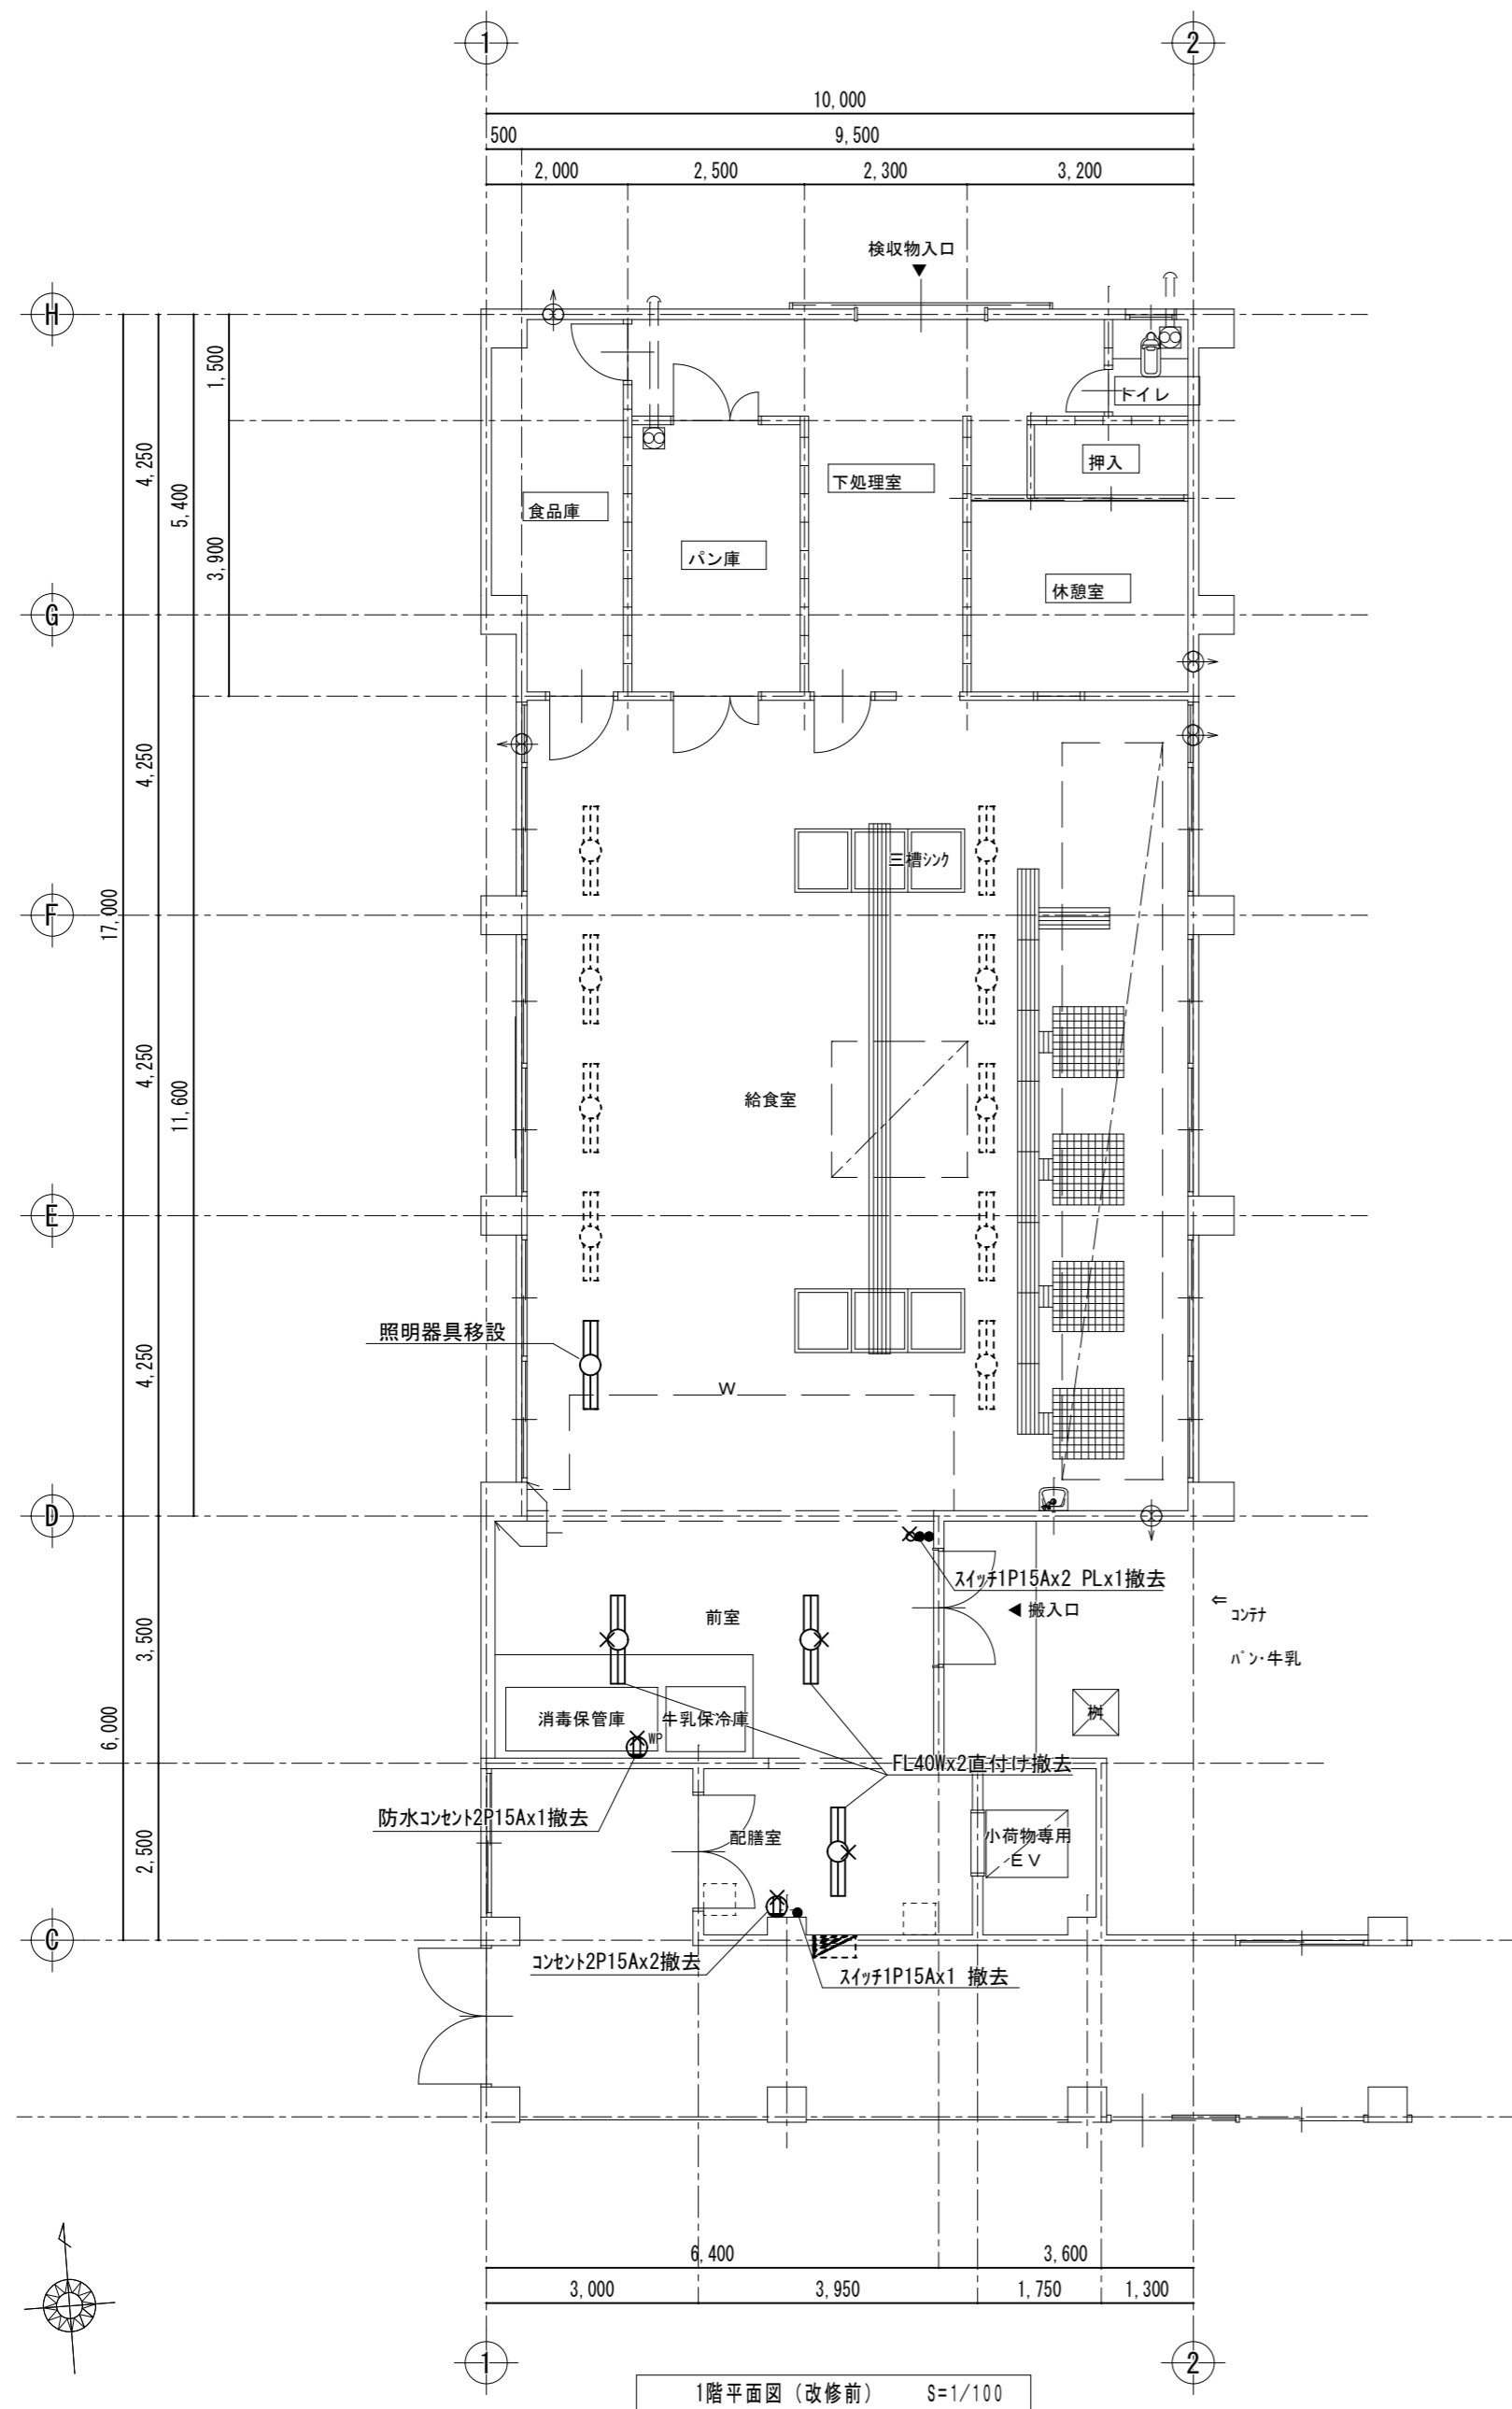 1
2
10,000
500
9,500
2,000
2,500
2,300
3,200
検収物入口
H
1,500
トイレ
押入
4,250
5,400
下処理室
食品庫
3,900
パン庫
休憩室
G
4,250
三槽シンク
F
17,000
4,250
11,600
給食室
E
照明器具移設
4,250
W
D
スイッチ1P15Ax2 PLx1撤去
搬入口
コンテナ
パン・牛乳
前室
3,500
桝
消毒保管庫
牛乳保冷庫
WP
6,000
FL40Wx2直付け撤去
防水コンセント2P15Ax1撤去
配膳室
小荷物専用
EV
2,500
C
コンセント2P15Ax2撤去
スイッチ1P15Ax1 撤去
6,400
3,600
3,000
3,950
1,750
1,300
1
2
1階平面図（改修前） S=1/100